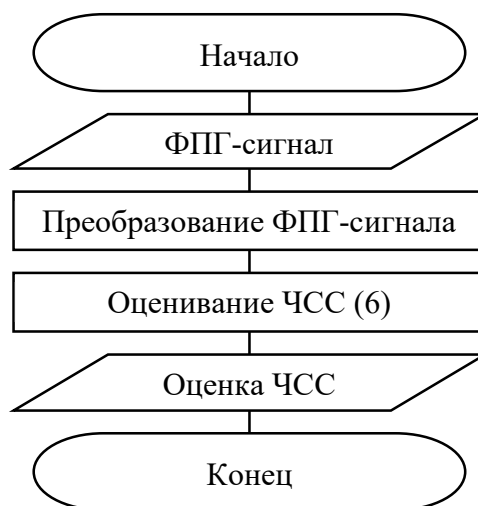 Начало
ФПГ-сигнал
Преобразование ФПГ-сигнала
Оценивание ЧСС (6)
Оценка ЧСС
Конец